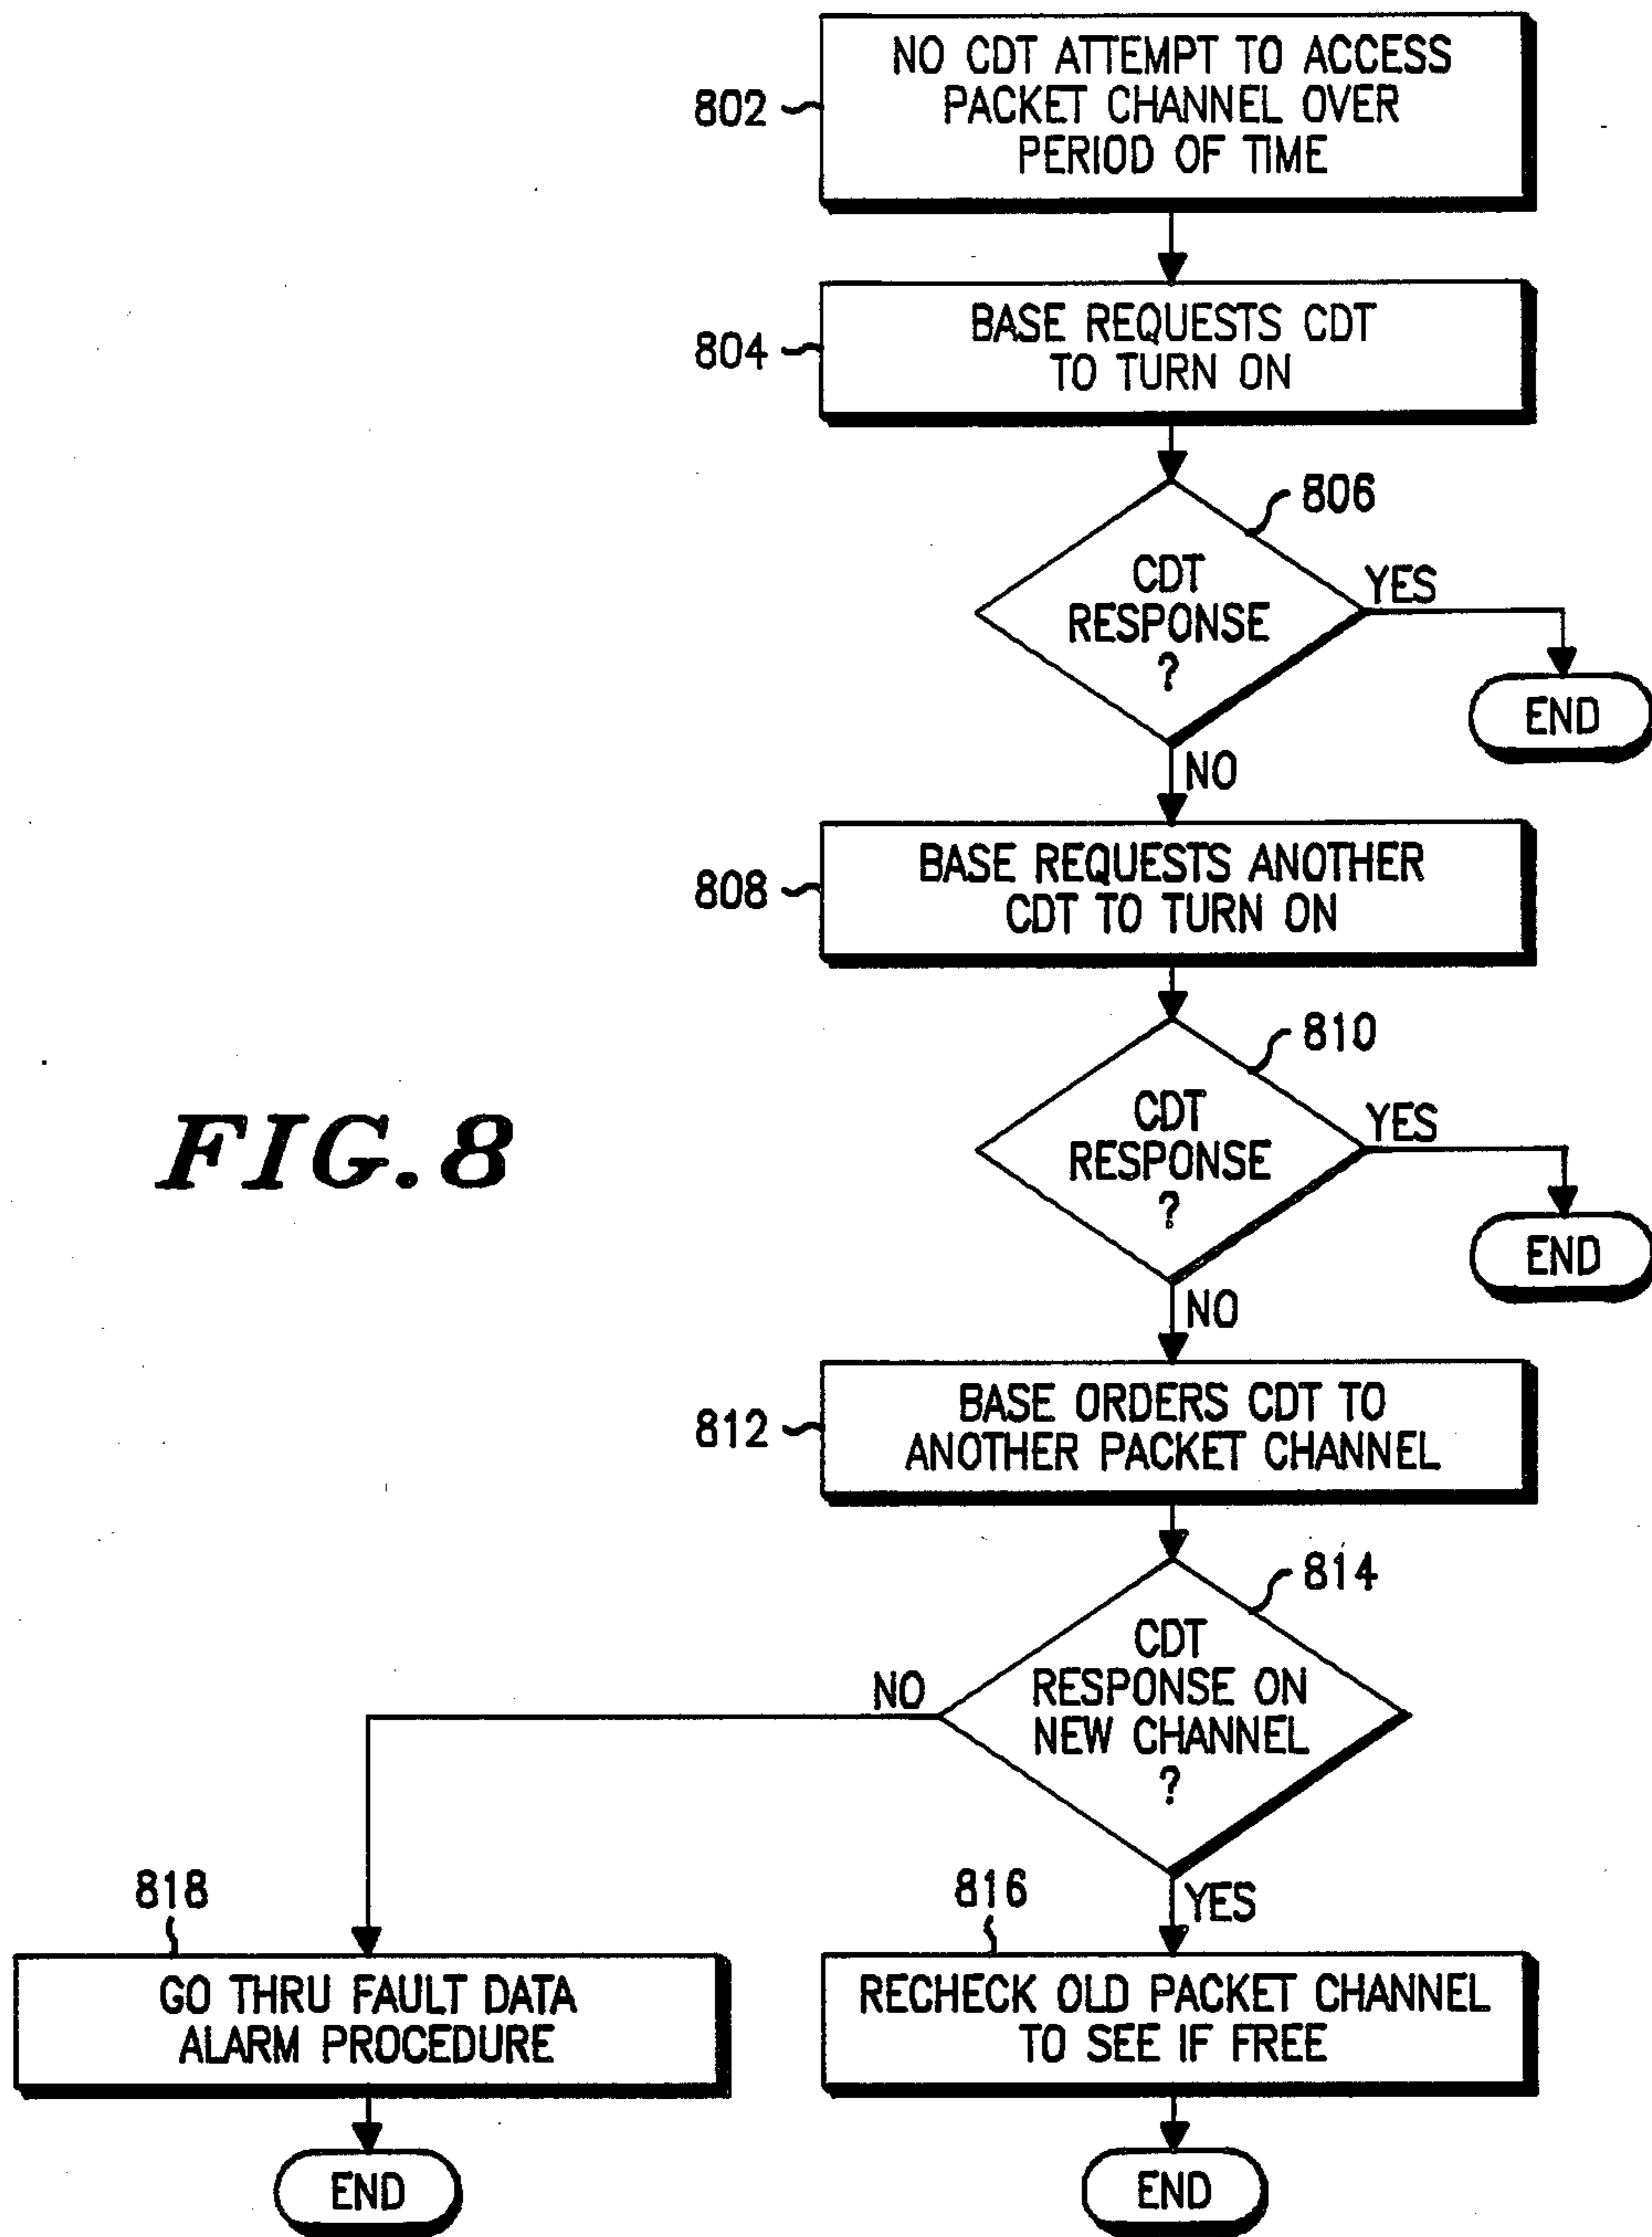 802
NO CDT ATTEMPT TO ACCESS
PACKET CHANNEL OVER
PERIOD OF TIME
804
BASE REQUESTS CDT
TO TURN ON
806
CDT
RESPONSE
?
YES
END
NO
808
BASE REQUESTS ANOTHER
CDT TO TURN ON
810
CDT
RESPONSE
?
YES
END
NO
FIG.8
812
BASE ORDERS CDT TO
ANOTHER PACKET CHANNEL
814
CDT
RESPONSE ON
NEW CHANNEL
?
NO
YES
818
GO THRU FAULT DATA
ALARM PROCEDURE
END
816
RECHECK OLD PACKET CHANNEL
TO SEE IF FREE
END